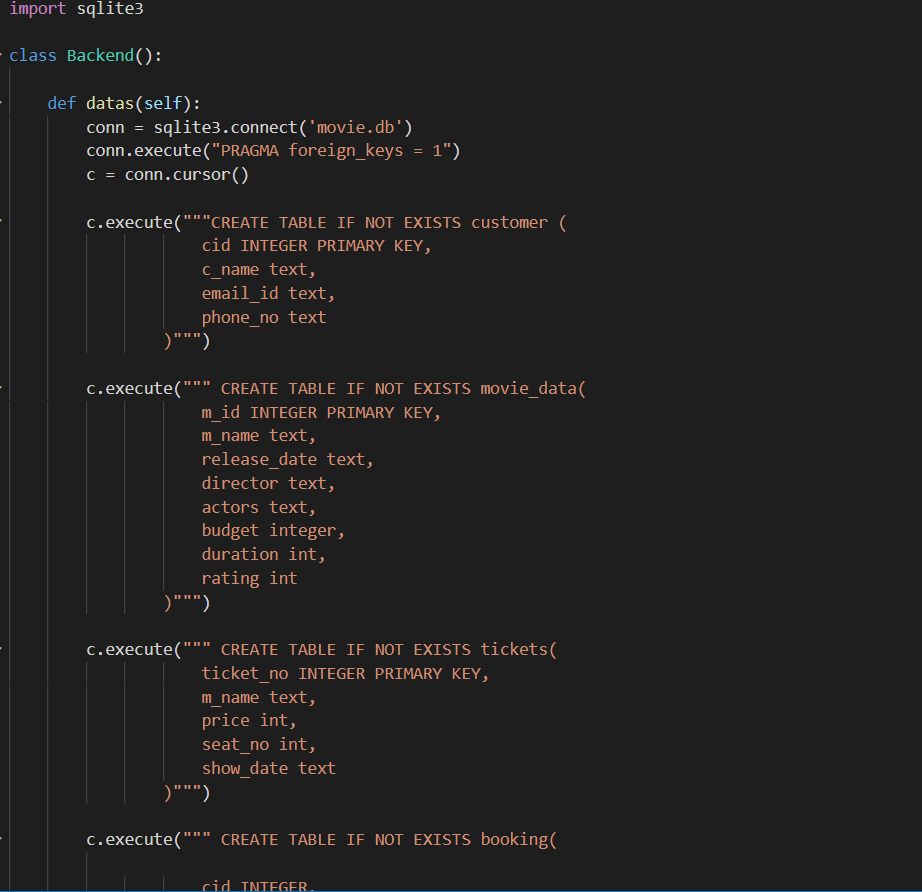 import sqlite3
class Backend():
def datas(self):
conn = sqlite3.connect('movie.db')
conn.execute("PRAGMA foreign_keys = 1")
c = conn.cursor()
c.execute("""CREATE TABLE IF NOT EXISTS customer (
cid INTEGER PRIMARY KEY,
c_name text,
email_id text,
phone_no text
)""")
c.execute(""" CREATE TABLE IF NOT EXISTS movie_data(
m_id INTEGER PRIMARY KEY,
m_name text,
release_date text,
director text,
actors text,
budget integer,
duration int,
rating int
)""")
c.execute(""" CREATE TABLE IF NOT EXISTS tickets(
ticket_no INTEGER PRIMARY KEY,
m_name text,
price int,
seat_no int,
show_date text
)""")
c.execute(""" CREATE TABLE IF NOT EXISTS booking(
cid INTEGER,